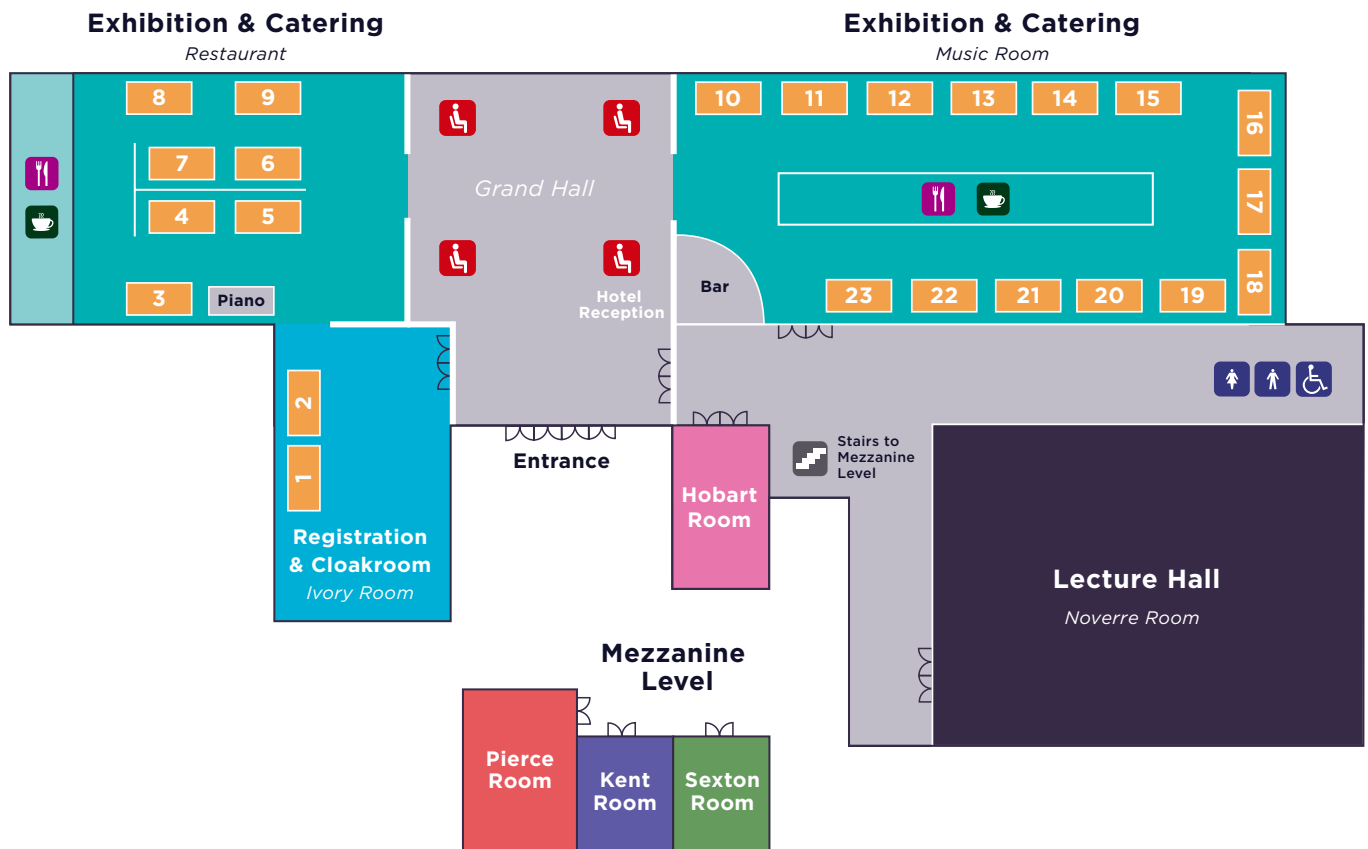 Exhibition & Catering
Restaurant
Exhibition & Catering
Music Room
8
9
7
6
4
5
3
Piano
Grand Hall
Hotel
Reception
10
11
12
13
14
15
16
17
18
Bar
23
22
21
20
19
2
1
Registration
& Cloakroom
Ivory Room
Entrance
Hobart
Room
Stairs to
Mezzanine
Level
Lecture Hall
Noverre Room
Mezzanine
Level
Pierce
Room
Kent
Room
Sexton
Room